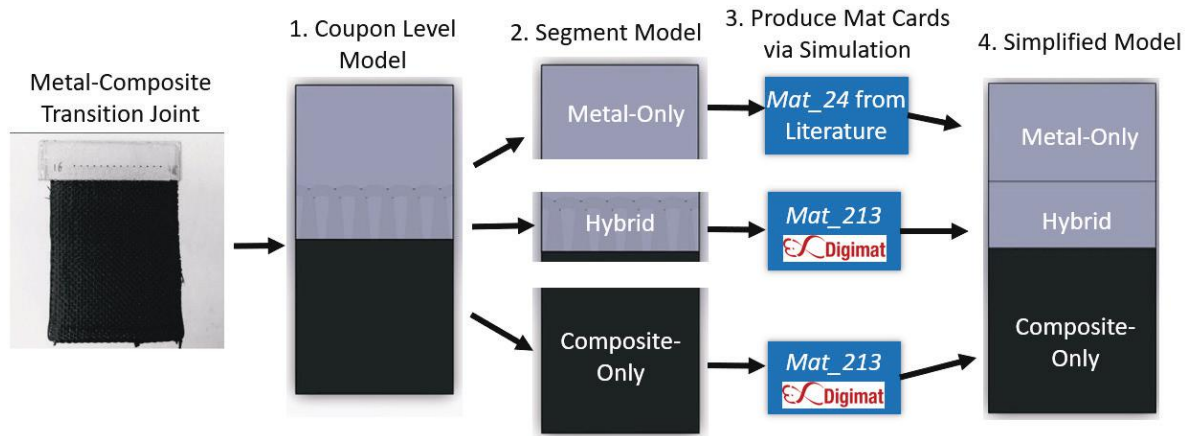 Metal-Composite
Transition Joint
1. Coupon Level
Model
2. Segment Model
Metal-Only
Hybrid
Composite-
Only
3. Produce Mat Cards
via Simulation
Mat_24 from
Literature
Mat_213
Digimat
Mat_213
Digimat
4. Simplified Model
Metal-Only
Hybrid
Composite-
Only